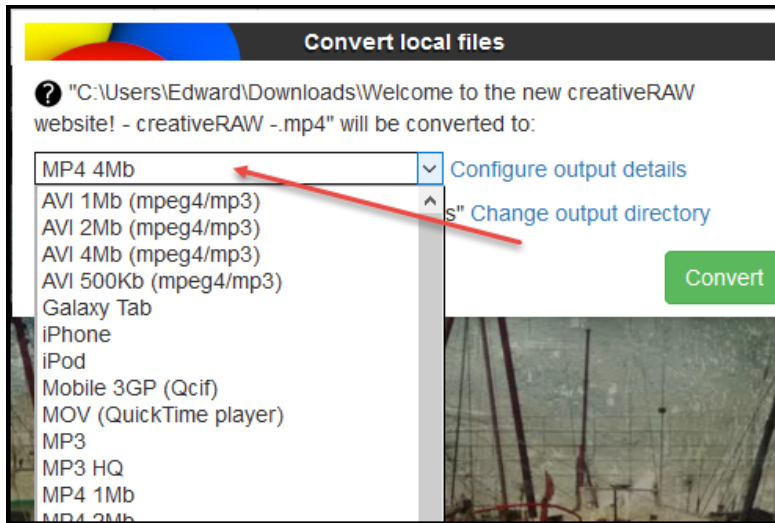 Convert local files
"C:\Users\Edward\Downloads\Welcome to the new creativeRAW
website! - creativeRAW -.mp4" will be converted to:
MP4 4Mb Configure output details
AVI 1Mb (mpeg4/mp3)
s" Change output directory
AVI 2Mb (mpeg4/mp3)
AVI 4Mb (mpeg4/mp3)
AVI 500Kb (mpeg4/mp3)
Convert
Galaxy Tab
iPhone
iPod
Mobile 3GP (Qcif)
MOV (QuickTime player)
MP3
MP3 HQ
MP4 1Mb
MP4 2Mb